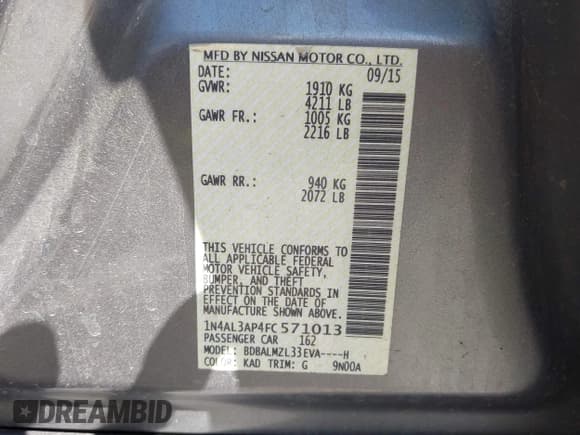 MFD BY NISSAN MOTOR CO., LTD.
DATE: 09/15
GVWR: 1910 KG
4211 LB
GAWR FR.: 1005 KG
2216 LB
GAWR RR.: 940 KG
2072 LB
THIS VEHICLE CONFORMS TO
ALL APPLICABLE FEDERAL
MOTOR VEHICLE SAFETY,
BUMPER, AND THEFT
PREVENTION STANDARDS IN
EFFECT ON THE DATE OF
MANUFACTURE SHOWN ABOVE.
1N4AL3AP4FC571013
PASSENGER CAR 162
MODEL: BDBALMZL33EVA----H
COLOR: KAD TRIM: G 9N00A
DREAMBID